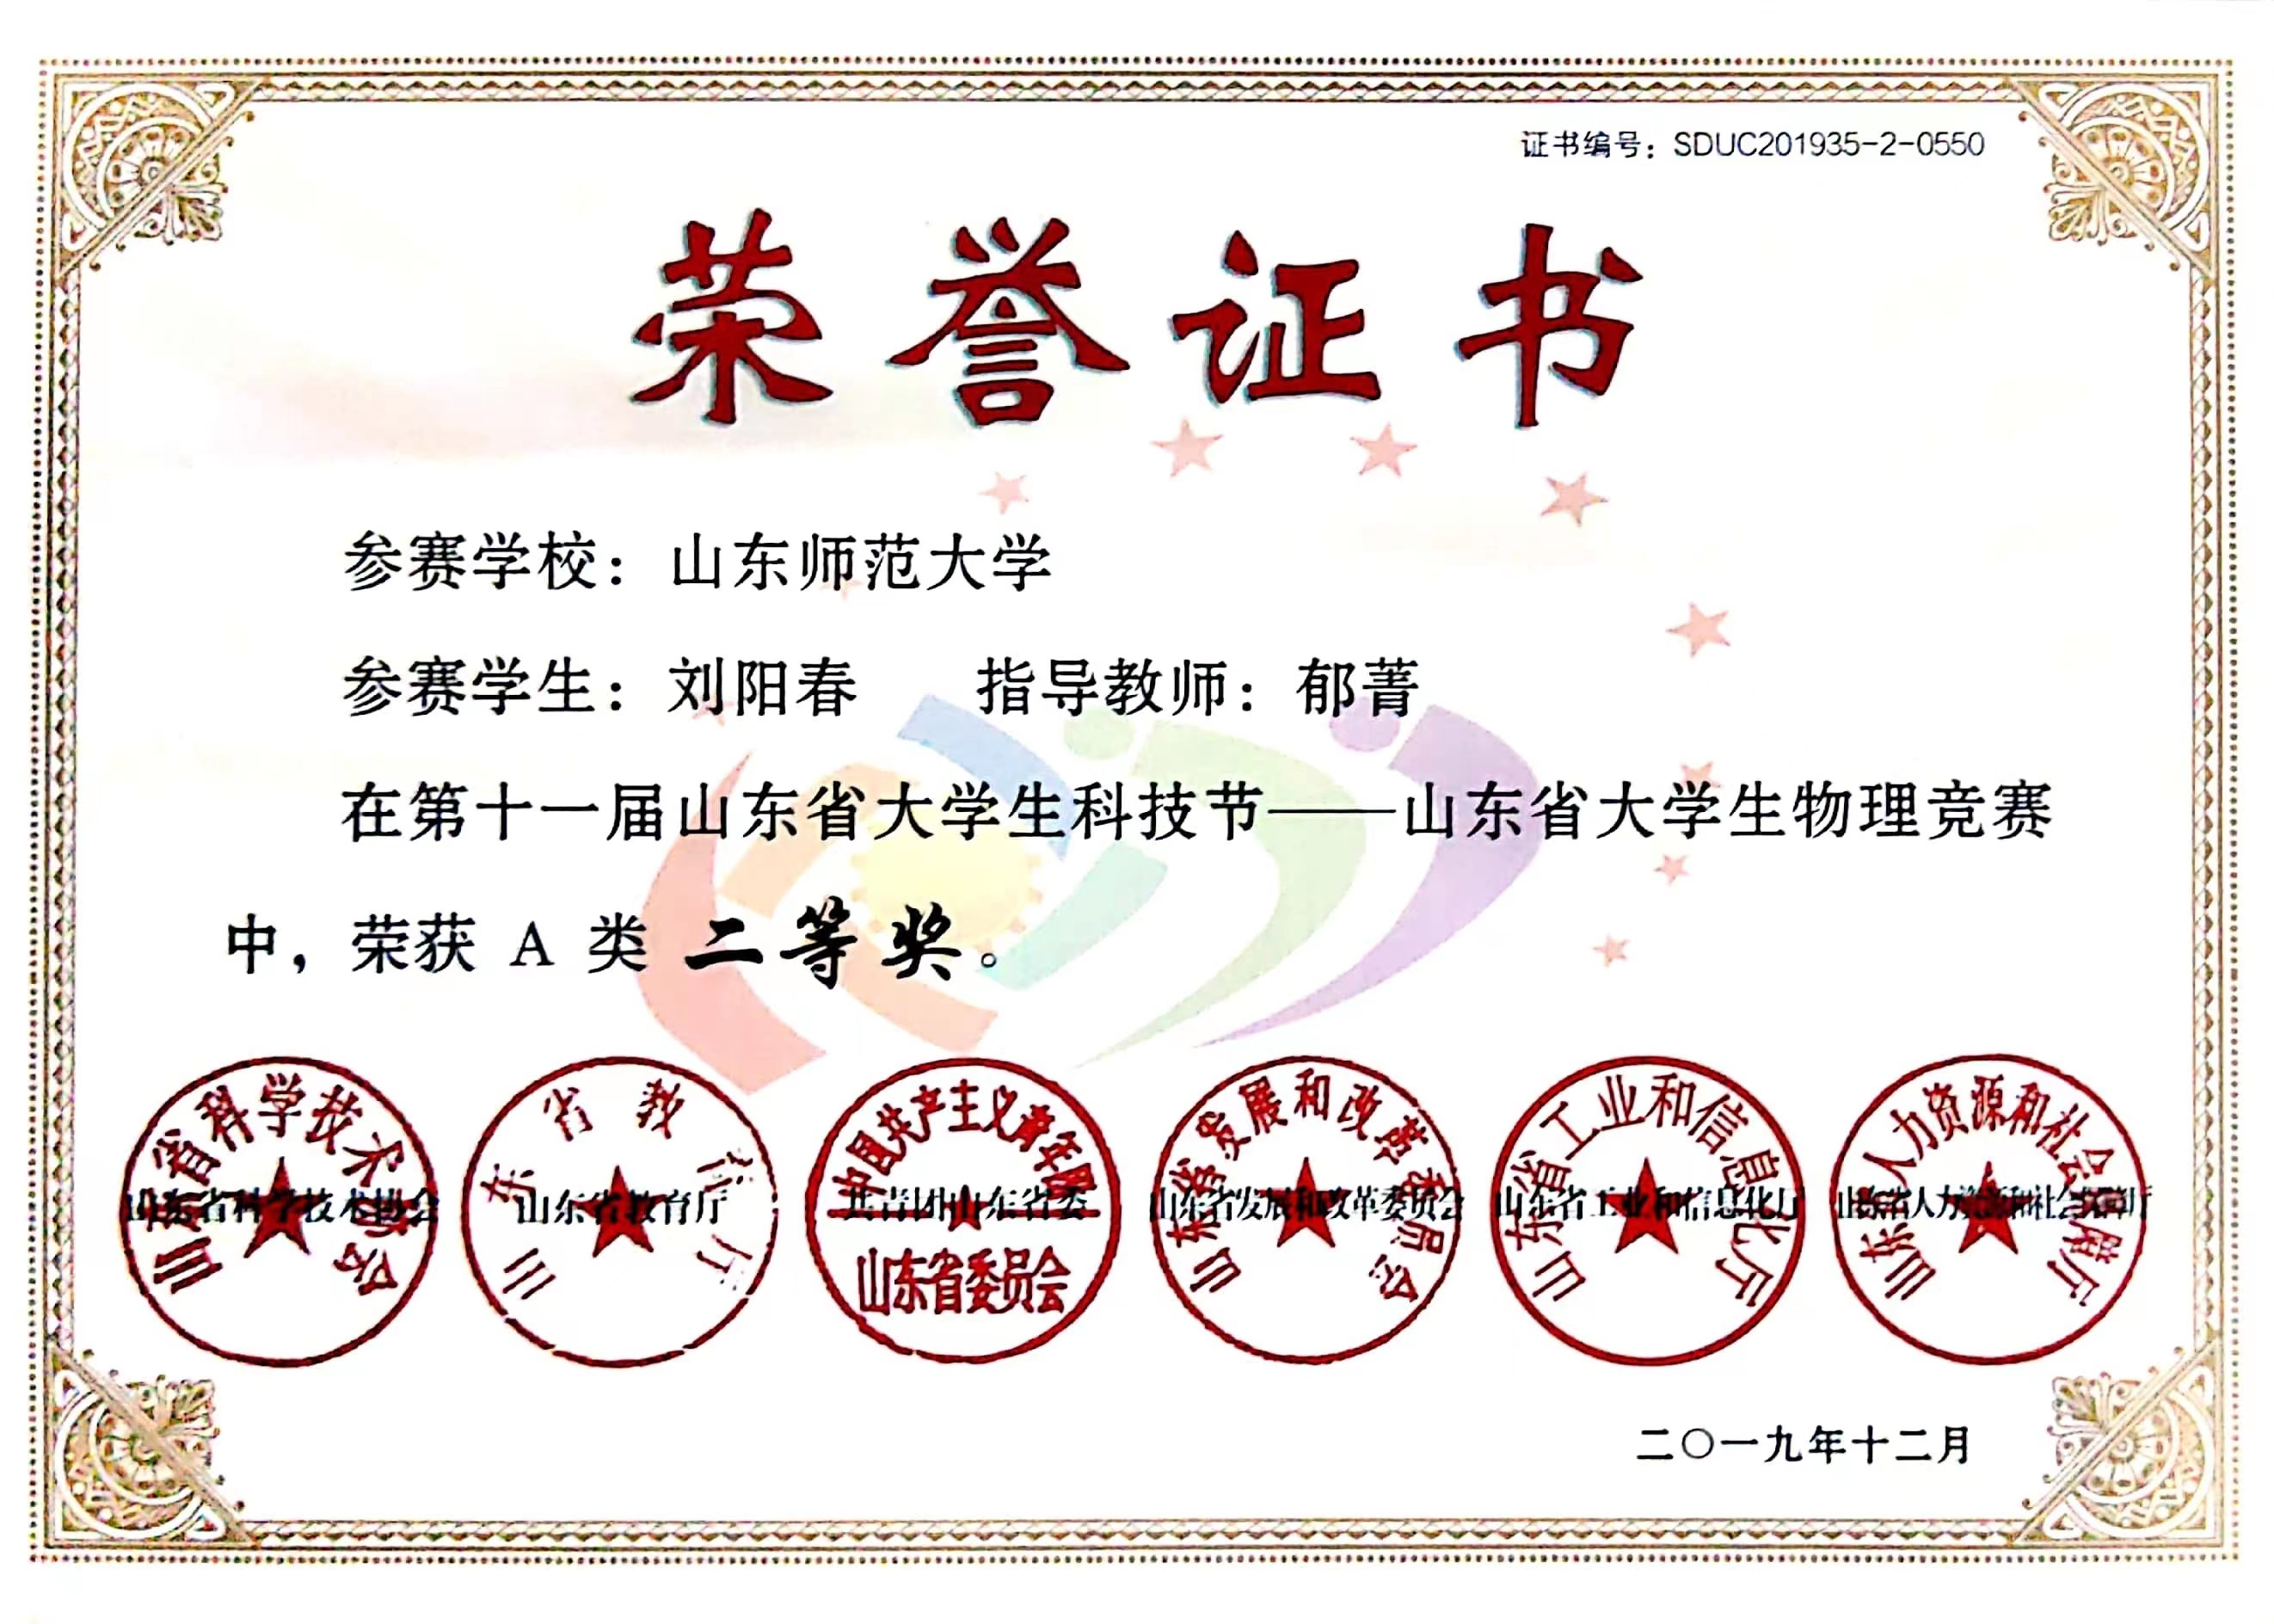 证书编号：SDUC201935-2-0550
荣誉证书
参赛学校：山东师范大学
参赛学生：刘阳春 指导教师：郁菁
在第十一届山东省大学生科技节——山东省大学生物理竞赛
中，荣获 A 类 二等奖。
山东省科学技术协会
山东省教育厅
中国共产主义青年团
山东省委员会
山东省发展和改革委员会
山东省工业和信息化厅
山东省人力资源和社会保障厅
山东省科学技术协会 山东省教育厅 共青团山东省委 山东省发展和改革委员会 山东省工业和信息化厅 山东省人力资源和社会保障厅
二〇一九年十二月